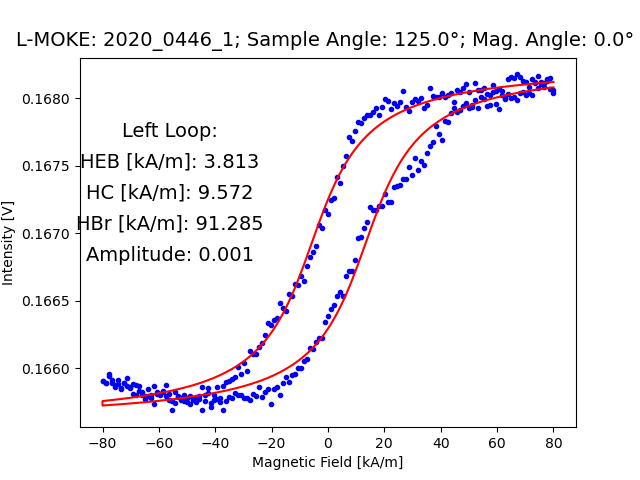 L-MOKE: 2020_0446_1; Sample Angle: 125.0°; Mag. Angle: 0.0°
Left Loop:
HEB [kA/m]: 3.813
HC [kA/m]: 9.572
HBr [kA/m]: 91.285
Amplitude: 0.001
Intensity [V]
0.1680
0.1675
0.1670
0.1665
0.1660
−80 −60 −40 −20 0 20 40 60 80
Magnetic Field [kA/m]